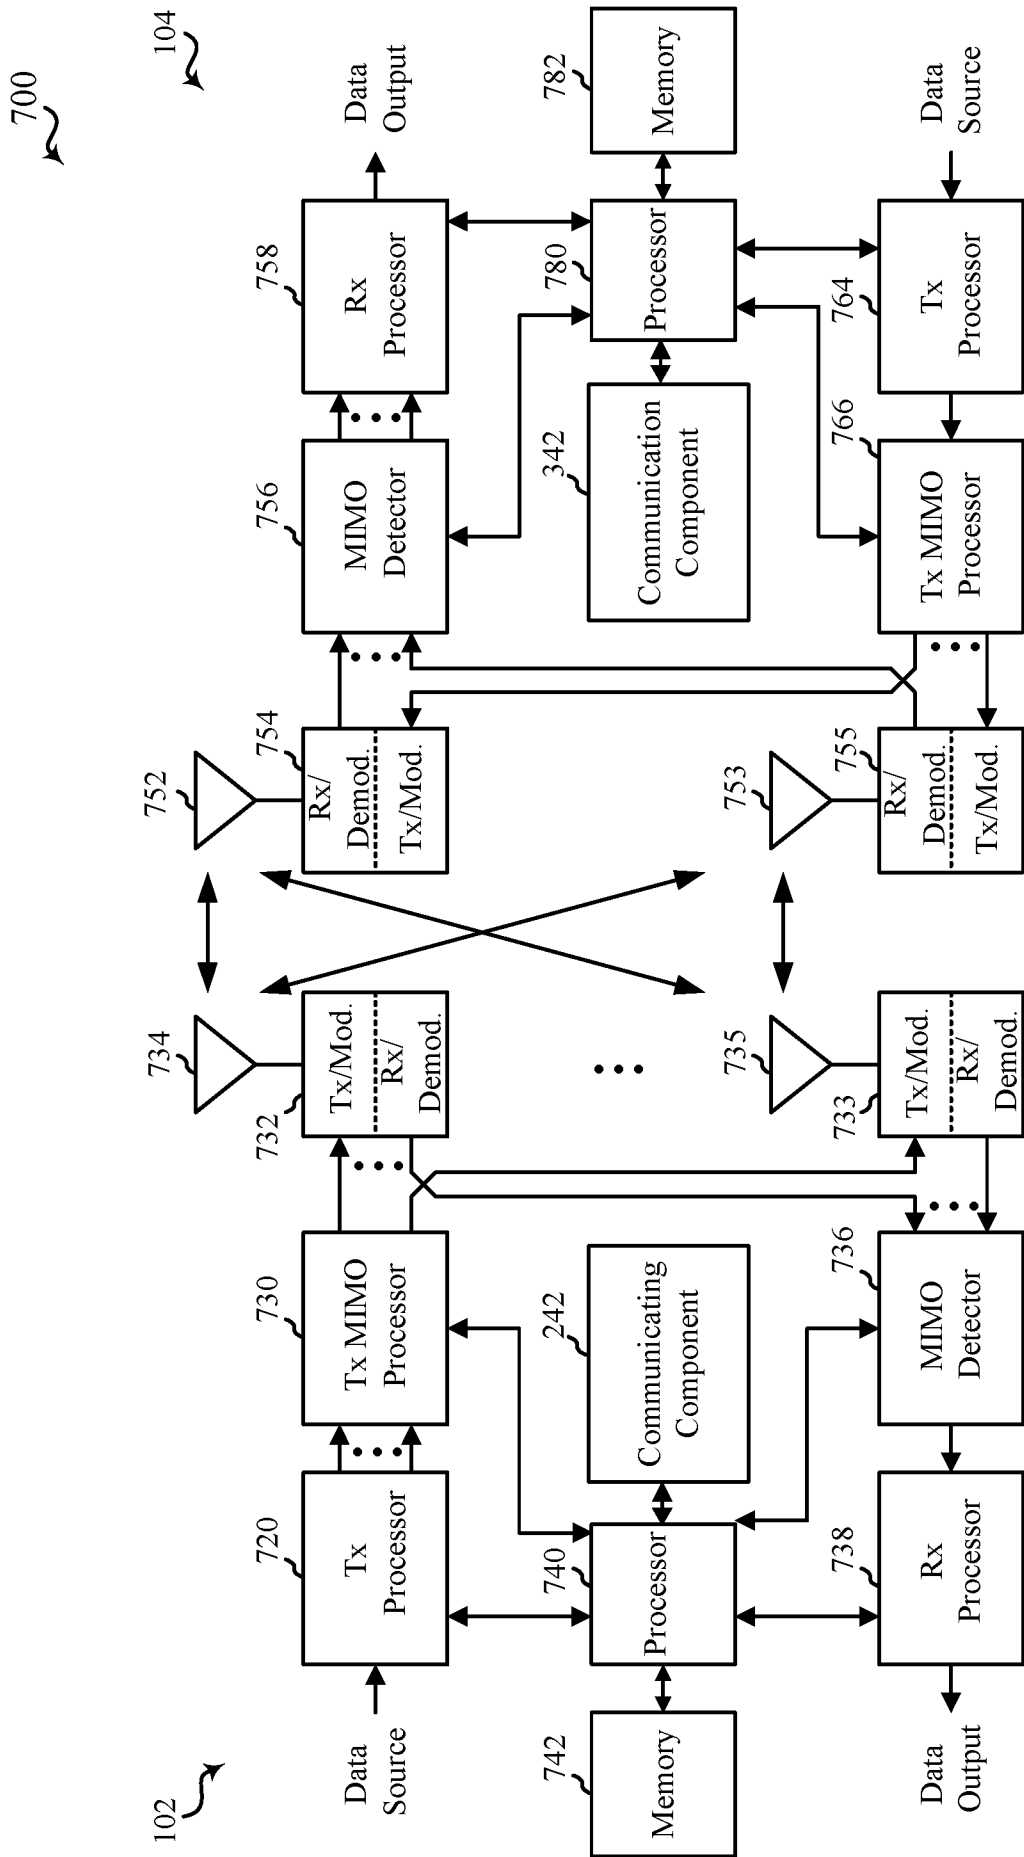 700
102
104
734
752
Data
Source
720
Tx
Processor
730
Tx MIMO
Processor
732
Tx/Mod.
Rx/
Demod.
754
Rx/
Demod.
Tx/Mod.
756
MIMO
Detector
758
Rx
Processor
Data
Output
742
Memory
740
Processor
242
Communicating
Component
342
Communication
Component
780
Processor
782
Memory
735
753
Data
Output
738
Rx
Processor
736
MIMO
Detector
733
Tx/Mod.
Rx/
Demod.
755
Rx/
Demod.
Tx/Mod.
766
Tx MIMO
Processor
764
Tx
Processor
Data
Source